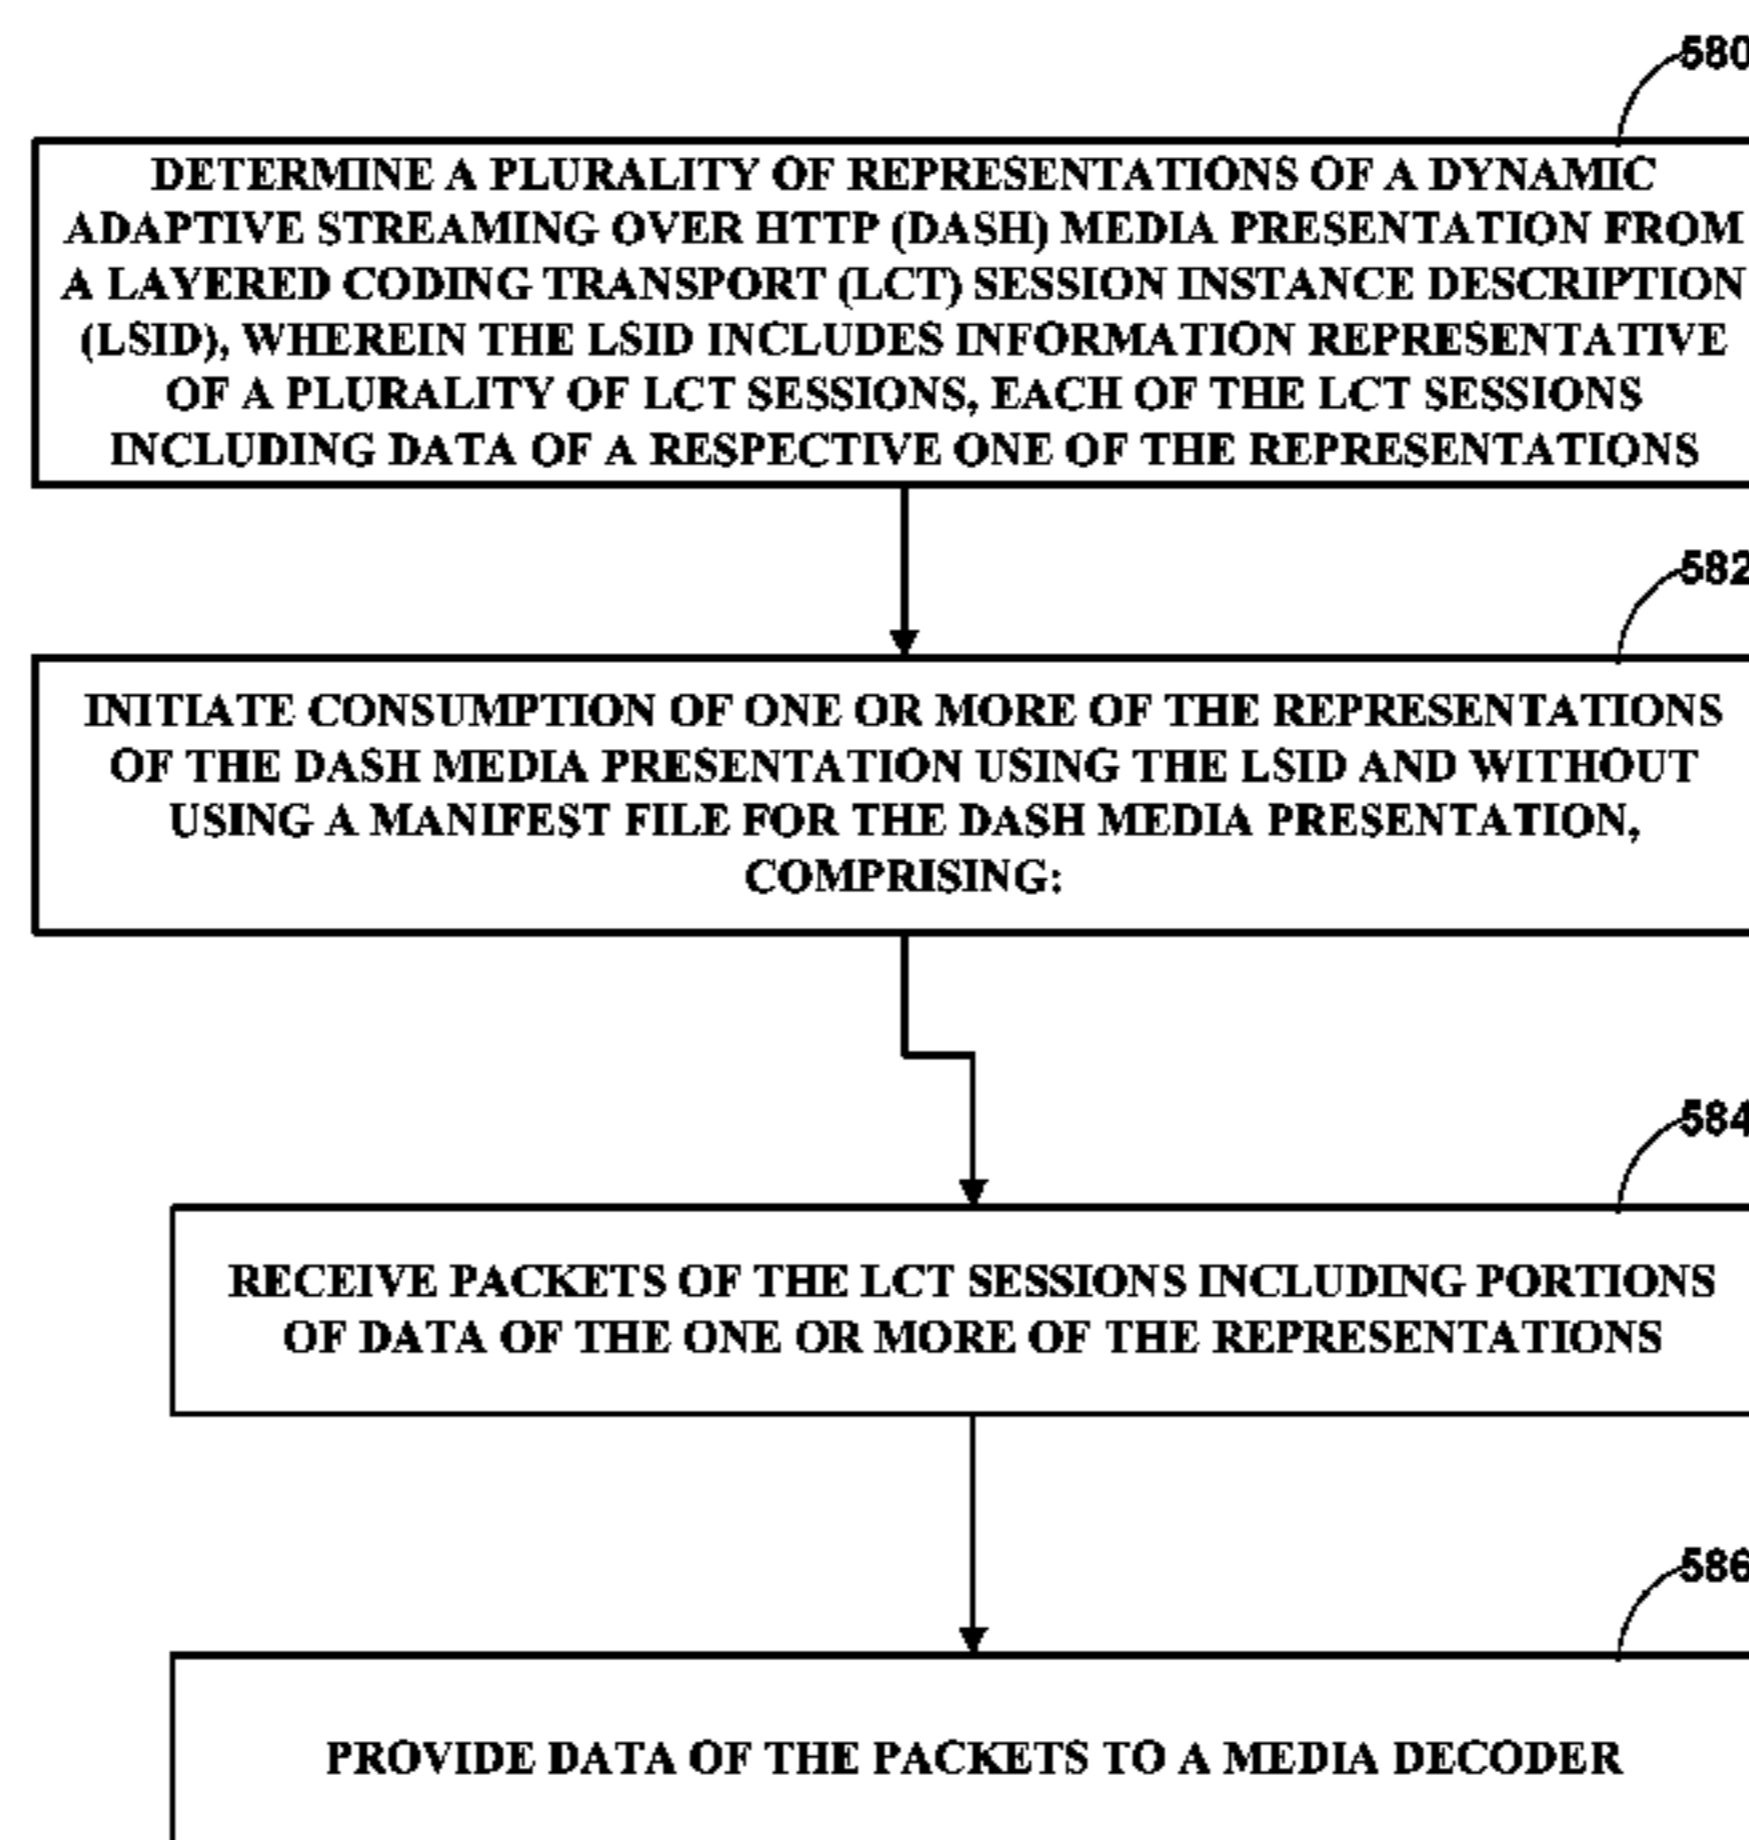 580
DETERMINE A PLURALITY OF REPRESENTATIONS OF A DYNAMIC
ADAPTIVE STREAMING OVER HTTP (DASH) MEDIA PRESENTATION FROM
A LAYERED CODING TRANSPORT (LCT) SESSION INSTANCE DESCRIPTION
(LSID), WHEREIN THE LSID INCLUDES INFORMATION REPRESENTATIVE
OF A PLURALITY OF LCT SESSIONS, EACH OF THE LCT SESSIONS
INCLUDING DATA OF A RESPECTIVE ONE OF THE REPRESENTATIONS
582
INITIATE CONSUMPTION OF ONE OR MORE OF THE REPRESENTATIONS
OF THE DASH MEDIA PRESENTATION USING THE LSID AND WITHOUT
USING A MANIFEST FILE FOR THE DASH MEDIA PRESENTATION,
COMPRISING:
584
RECEIVE PACKETS OF THE LCT SESSIONS INCLUDING PORTIONS
OF DATA OF THE ONE OR MORE OF THE REPRESENTATIONS
586
PROVIDE DATA OF THE PACKETS TO A MEDIA DECODER